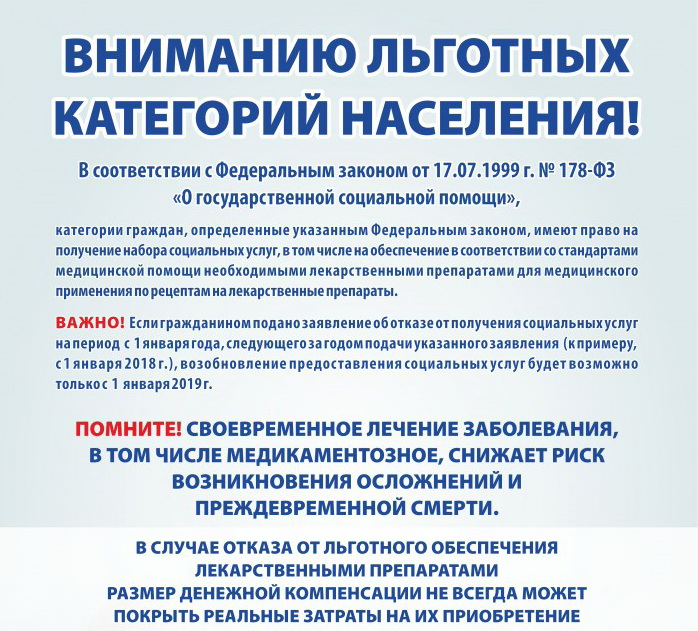 ВНИМАНИЮ ЛЬГОТНЫХ
КАТЕГОРИЙ НАСЕЛЕНИЯ!
В соответствии с Федеральным законом от 17.07.1999 г. № 178-ФЗ
«О государственной социальной помощи»,
категории граждан, определенные указанным Федеральным законом, имеют право на
получение набора социальных услуг, в том числе на обеспечение в соответствии со стандартами
медицинской помощи необходимыми лекарственными препаратами для медицинского
применения по рецептам на лекарственные препараты.
ВАЖНО! Если гражданином подано заявление об отказе от получения социальных услуг
на период с 1 января года, следующего за годом подачи указанного заявления (к примеру,
с 1 января 2018 г.), возобновление предоставления социальных услуг будет возможно
только с 1 января 2019 г.
ПОМНИТЕ! СВОЕВРЕМЕННОЕ ЛЕЧЕНИЕ ЗАБОЛЕВАНИЯ,
В ТОМ ЧИСЛЕ МЕДИКАМЕНТОЗНОЕ, СНИЖАЕТ РИСК
ВОЗНИКНОВЕНИЯ ОСЛОЖНЕНИЙ И
ПРЕЖДЕВРЕМЕННОЙ СМЕРТИ.
В СЛУЧАЕ ОТКАЗА ОТ ЛЬГОТНОГО ОБЕСПЕЧЕНИЯ
ЛЕКАРСТВЕННЫМИ ПРЕПАРАТАМИ
РАЗМЕР ДЕНЕЖНОЙ КОМПЕНСАЦИИ НЕ ВСЕГДА МОЖЕТ
ПОКРЫТЬ РЕАЛЬНЫЕ ЗАТРАТЫ НА ИХ ПРИОБРЕТЕНИЕ